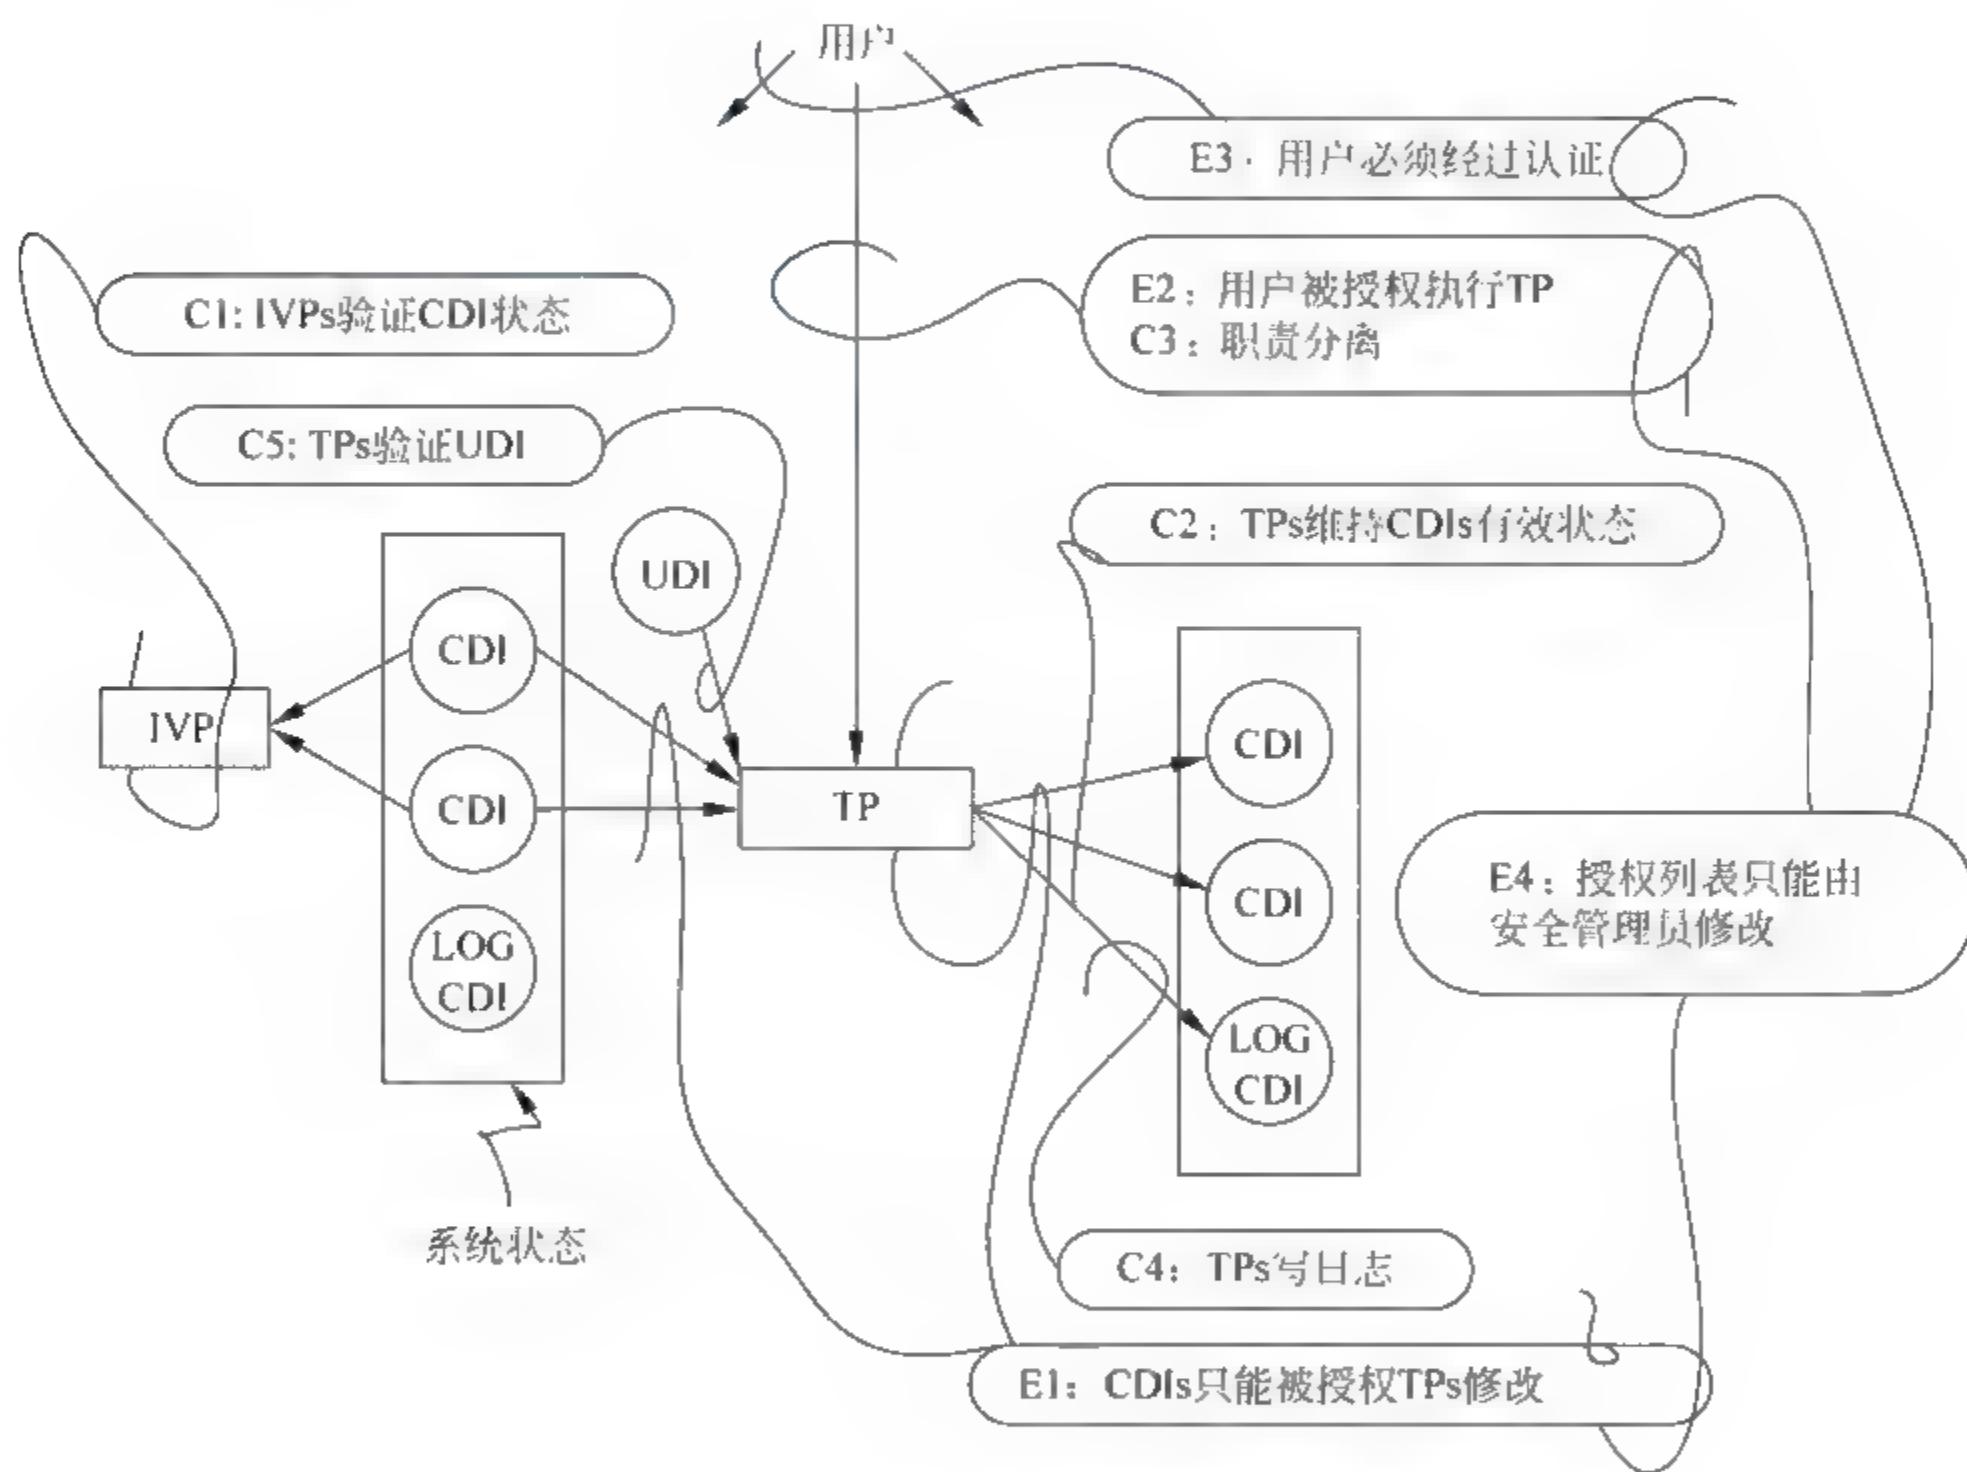 用户
E3. 用户必须经过认证
E2：用户被授权执行TP
C3：职责分离
C1: IVPs验证CDI状态
C5: TPs验证UDI
C2：TPs维持CDIs有效状态
UDI
CDI
IVP
CDI
CDI
TP
CDI
CDI
E4：授权列表只能由
安全管理员修改
LOG
CDI
LOG
CDI
系统状态
C4：TPs写日志
E1：CDIs只能被授权TPs修改